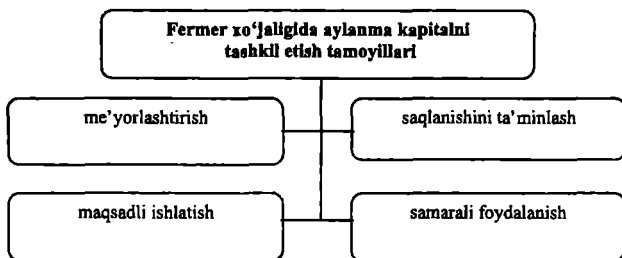 Fermer xo‘jaligida aylanma kapitalni
tashkil etish tamoyillari
me’yorlashtirish
saqlanishini ta’minlash
maqsadli ishlatish
samarali foydalanish